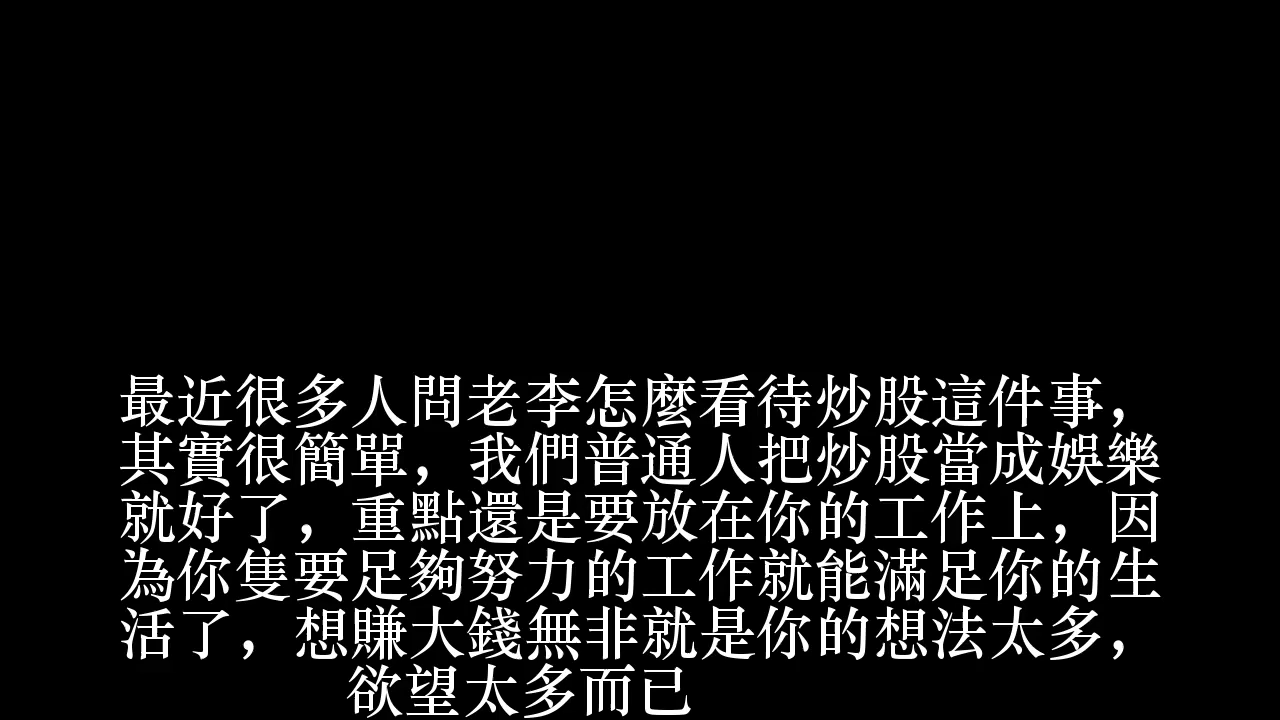 最近很多人問老李怎麼看待炒股這件事，
其實很簡單，我們普通人把炒股當成娛樂
就好了，重點還是要放在你的工作上，因
為你隻要足夠努力的工作就能滿足你的生
活了，想賺大錢無非就是你的想法太多，
欲望太多而已